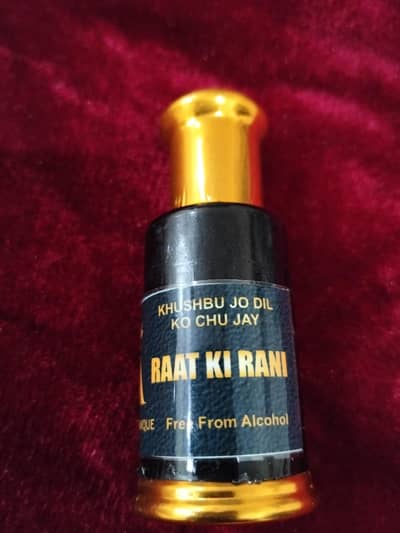 KHUSHBU JO DIL
KO CHU JAY
RAAT KI RANI
Free From Alcohol